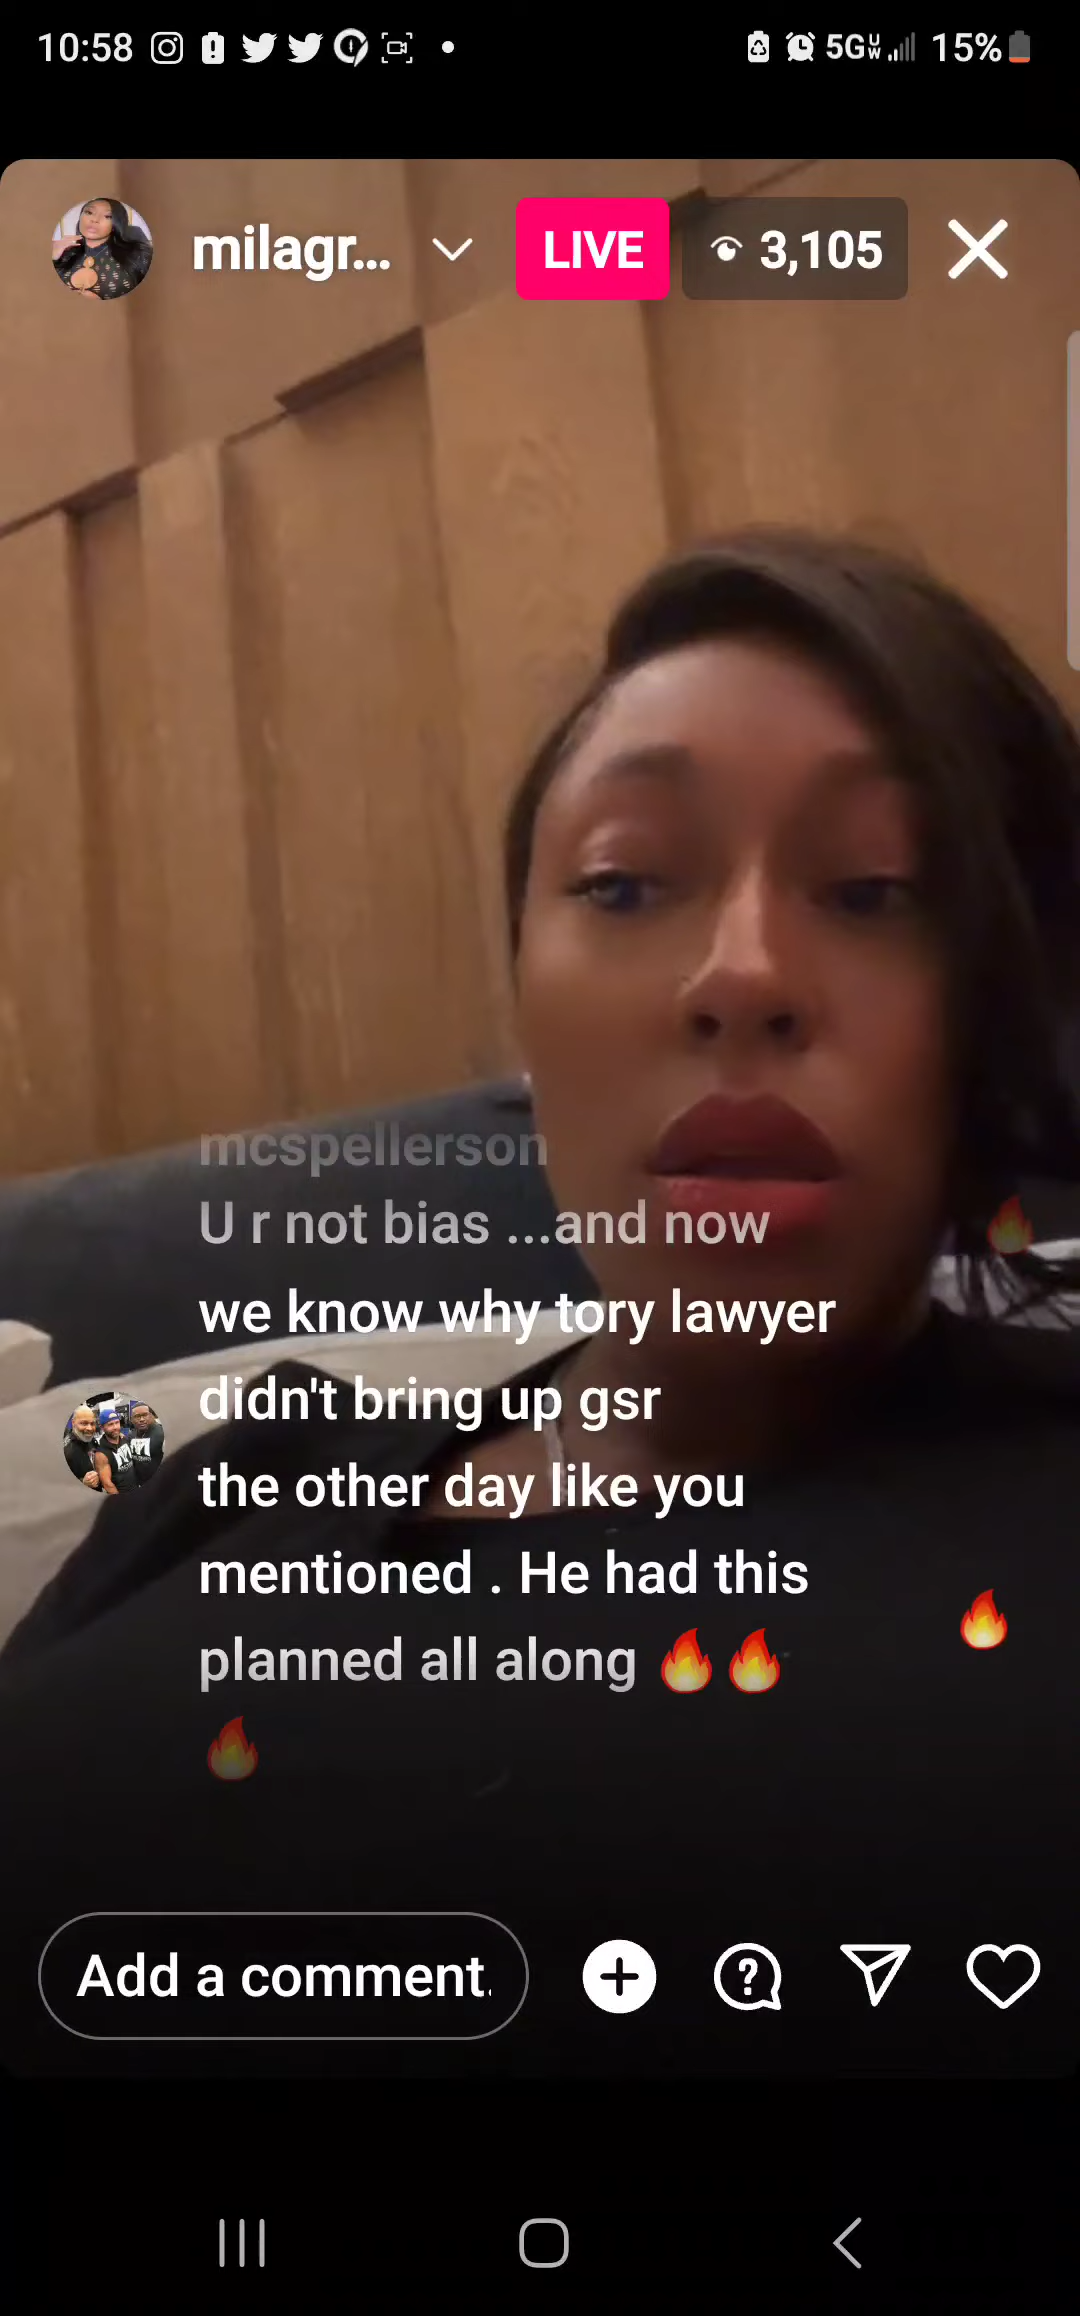 10:58
5G UW
15%
milagr...
LIVE
3,105
mcspellerson
U r not bias ...and now
we know why tory lawyer
didn't bring up gsr
the other day like you
mentioned . He had this
planned all along 🔥🔥
🔥
Add a comment.